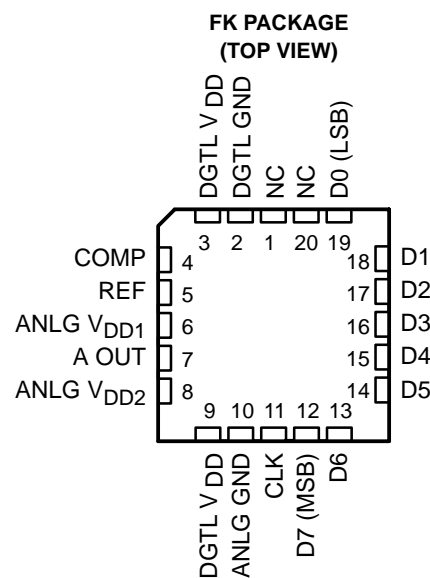 FK PACKAGE
(TOP VIEW)
DGTL V DD
DGTL GND
NC
NC
D0 (LSB)
3 2 1 20 19
COMP 4
REF 5
ANLG VDD1 6
A OUT 7
ANLG VDD2 8
18 D1
17 D2
16 D3
15 D4
14 D5
9 10 11 12 13
DGTL V DD
ANLG GND
CLK
D7 (MSB)
D6